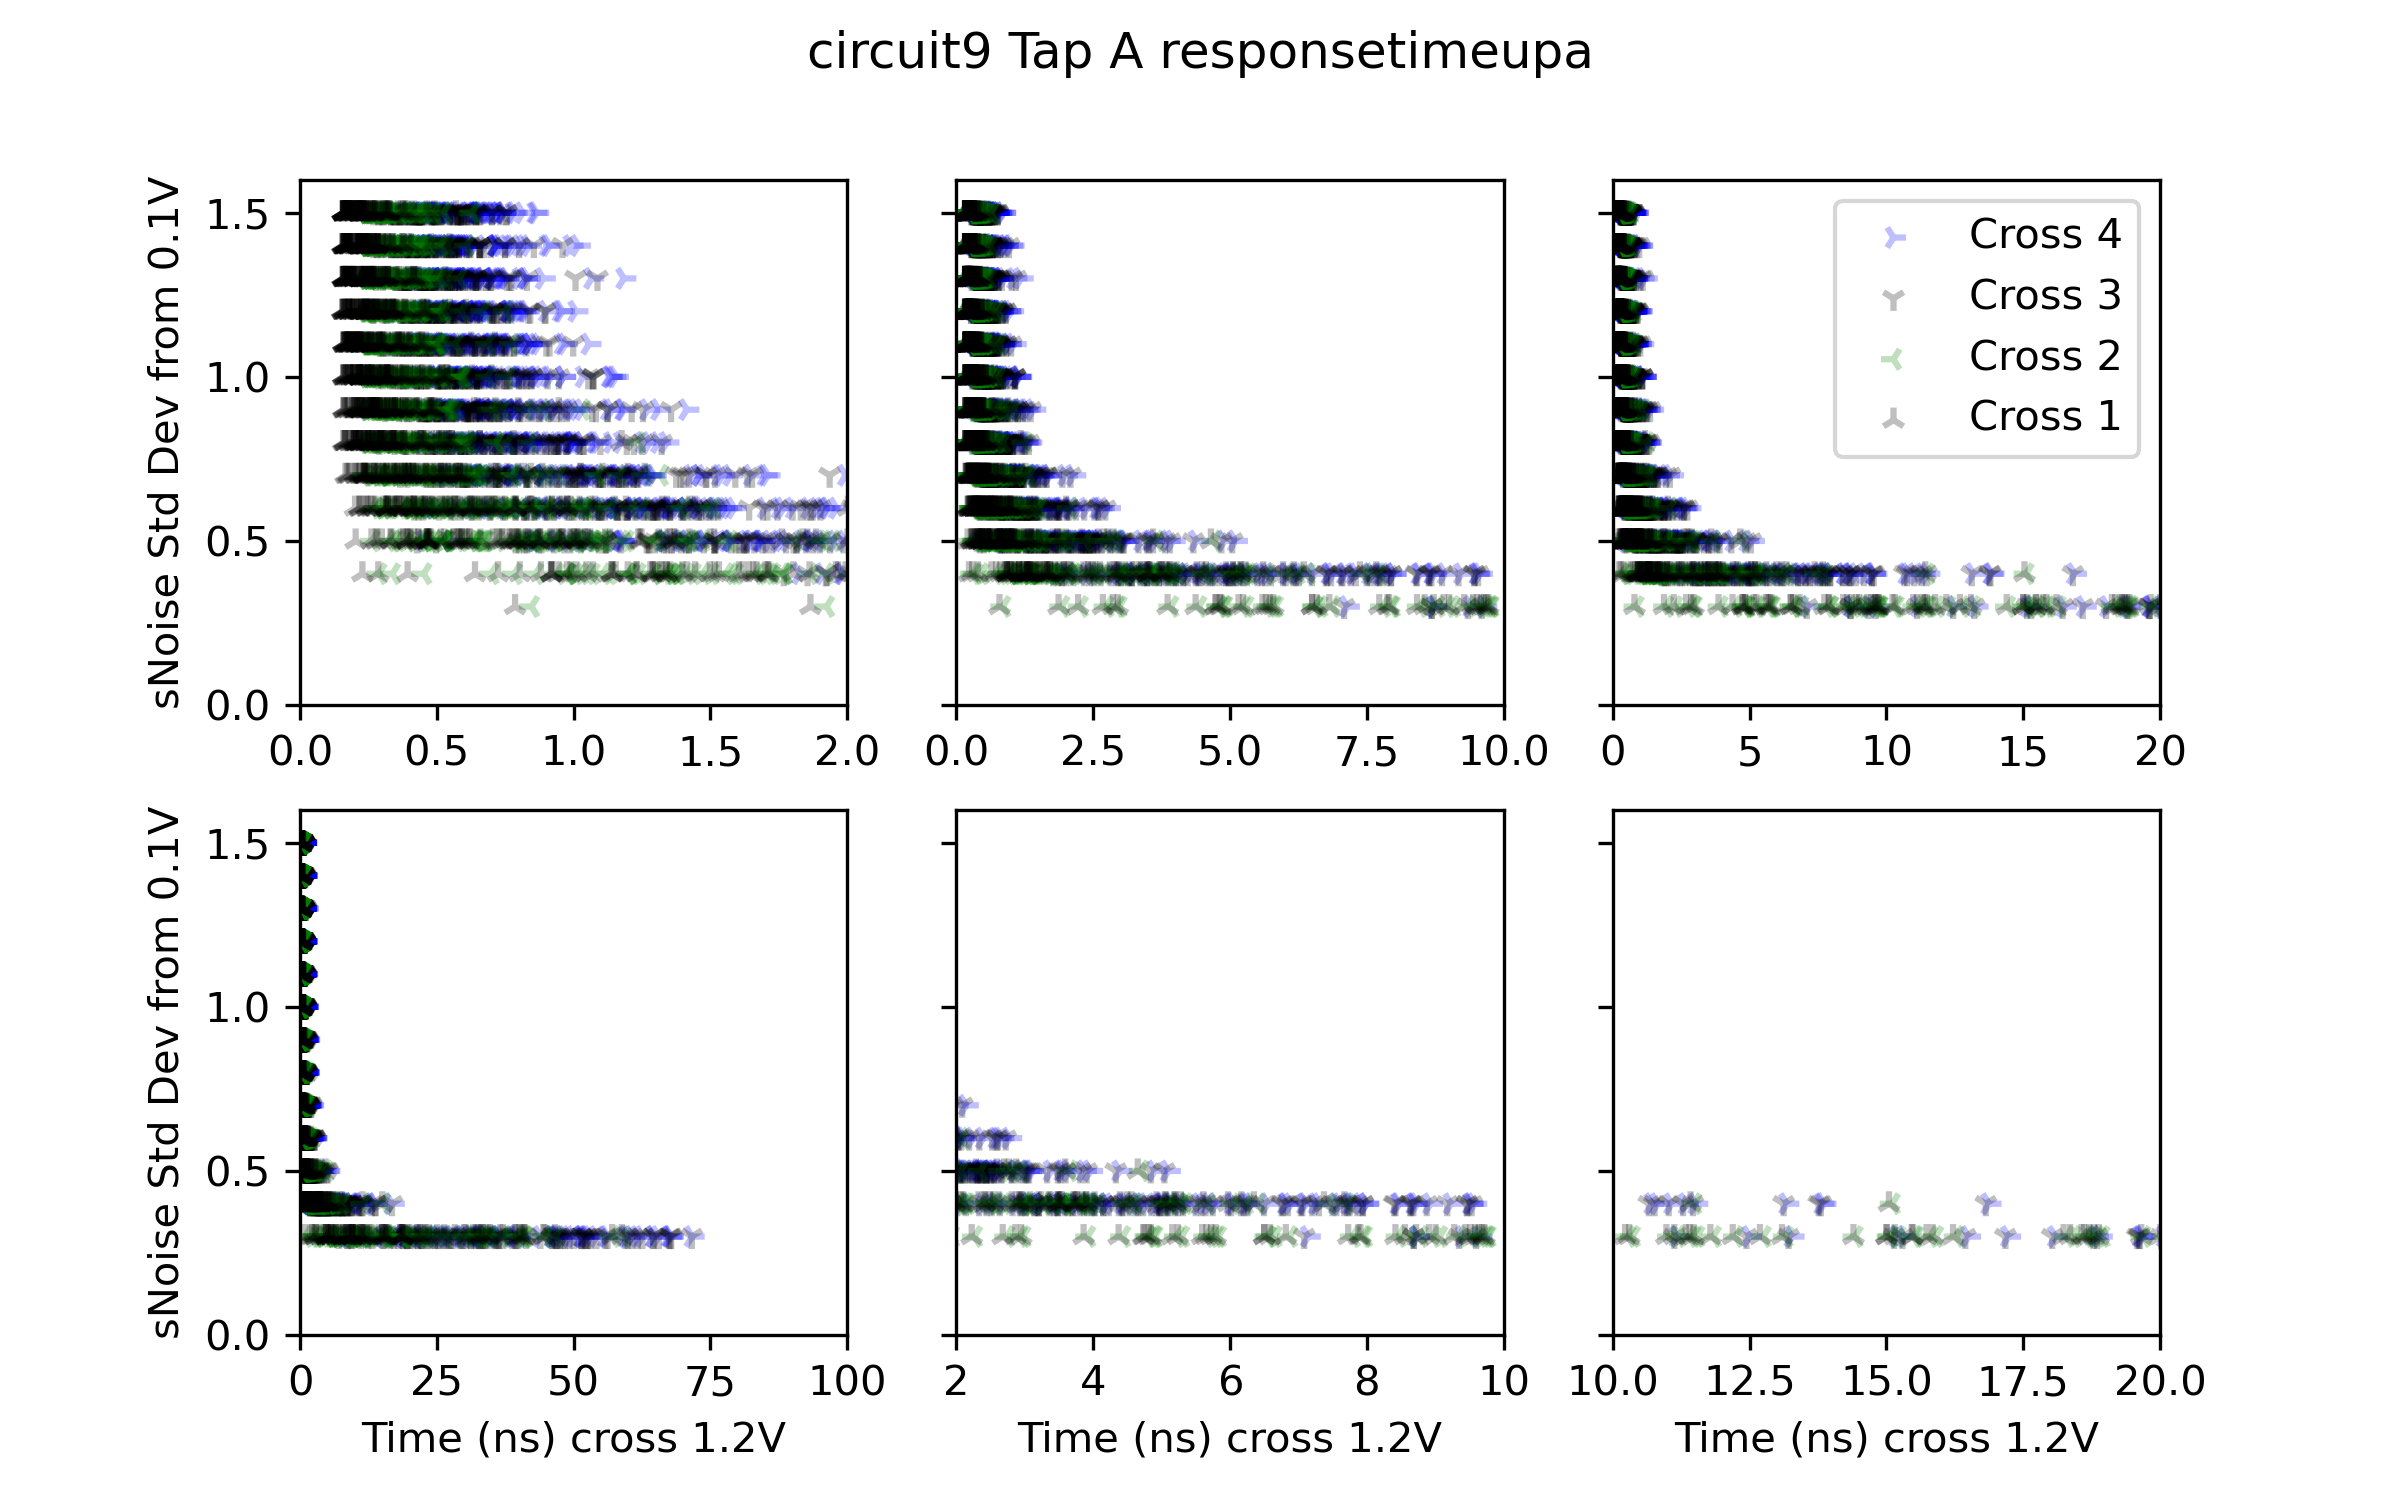 circuit9 Tap A responsetimeupa
sNoise Std Dev from 0.1V
1.5
1.0
0.5
0.0
0.0 0.5 1.0 1.5 2.0
0.0 2.5 5.0 7.5 10.0
0 5 10 15 20
Cross 4
Cross 3
Cross 2
Cross 1
sNoise Std Dev from 0.1V
1.5
1.0
0.5
0.0
0 25 50 75 100
2 4 6 8 10
10.0 12.5 15.0 17.5 20.0
Time (ns) cross 1.2V
Time (ns) cross 1.2V
Time (ns) cross 1.2V